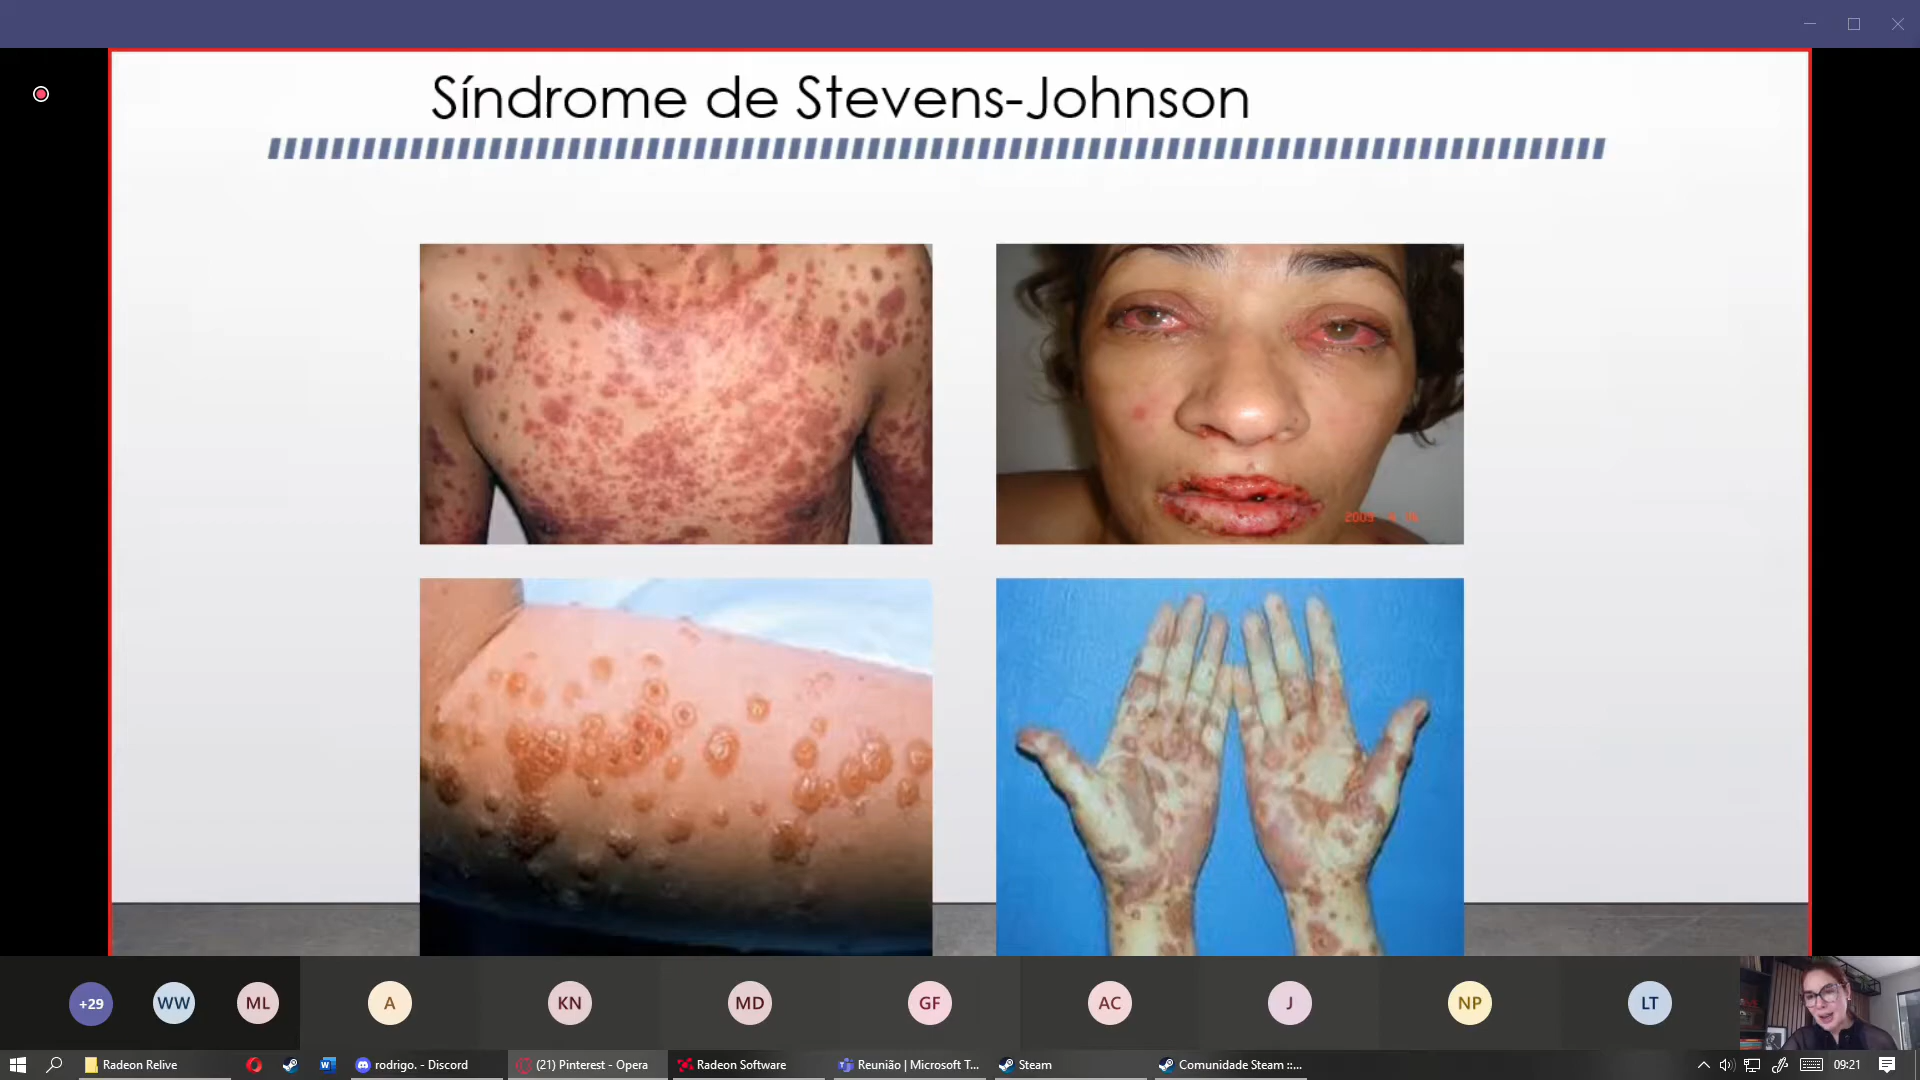 Síndrome de Stevens-Johnson
+29
WW
ML
A
KN
MD
GF
AC
J
NP
LT
Radeon Relive
rodrigo. - Discord
(21) Pinterest - Opera
Radeon Software
Reunião | Microsoft T...
Steam
Comunidade Steam ::...
09:21